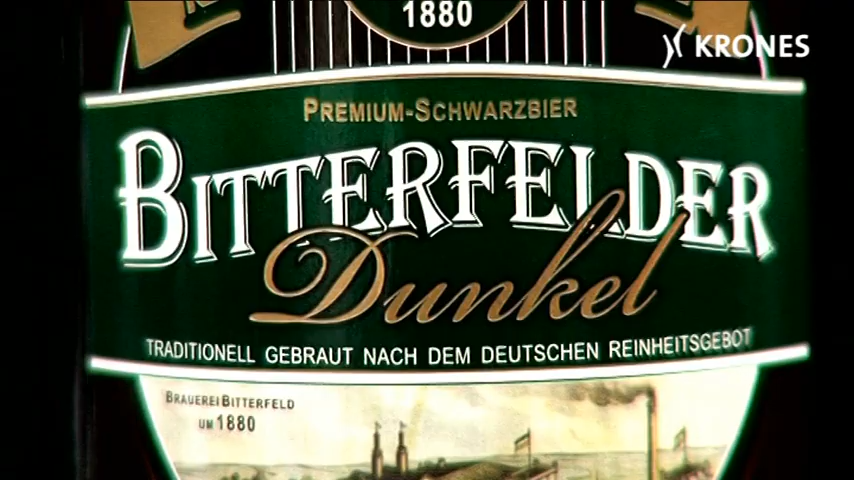 1880
KRONES
PREMIUM-SCHWARZBIER
BITTERFELDER
Dunkel
TRADITIONELL GEBRAUT NACH DEM DEUTSCHEN REINHEITSGEBOT
BRAUEREI BITTERFELD
UM 1880